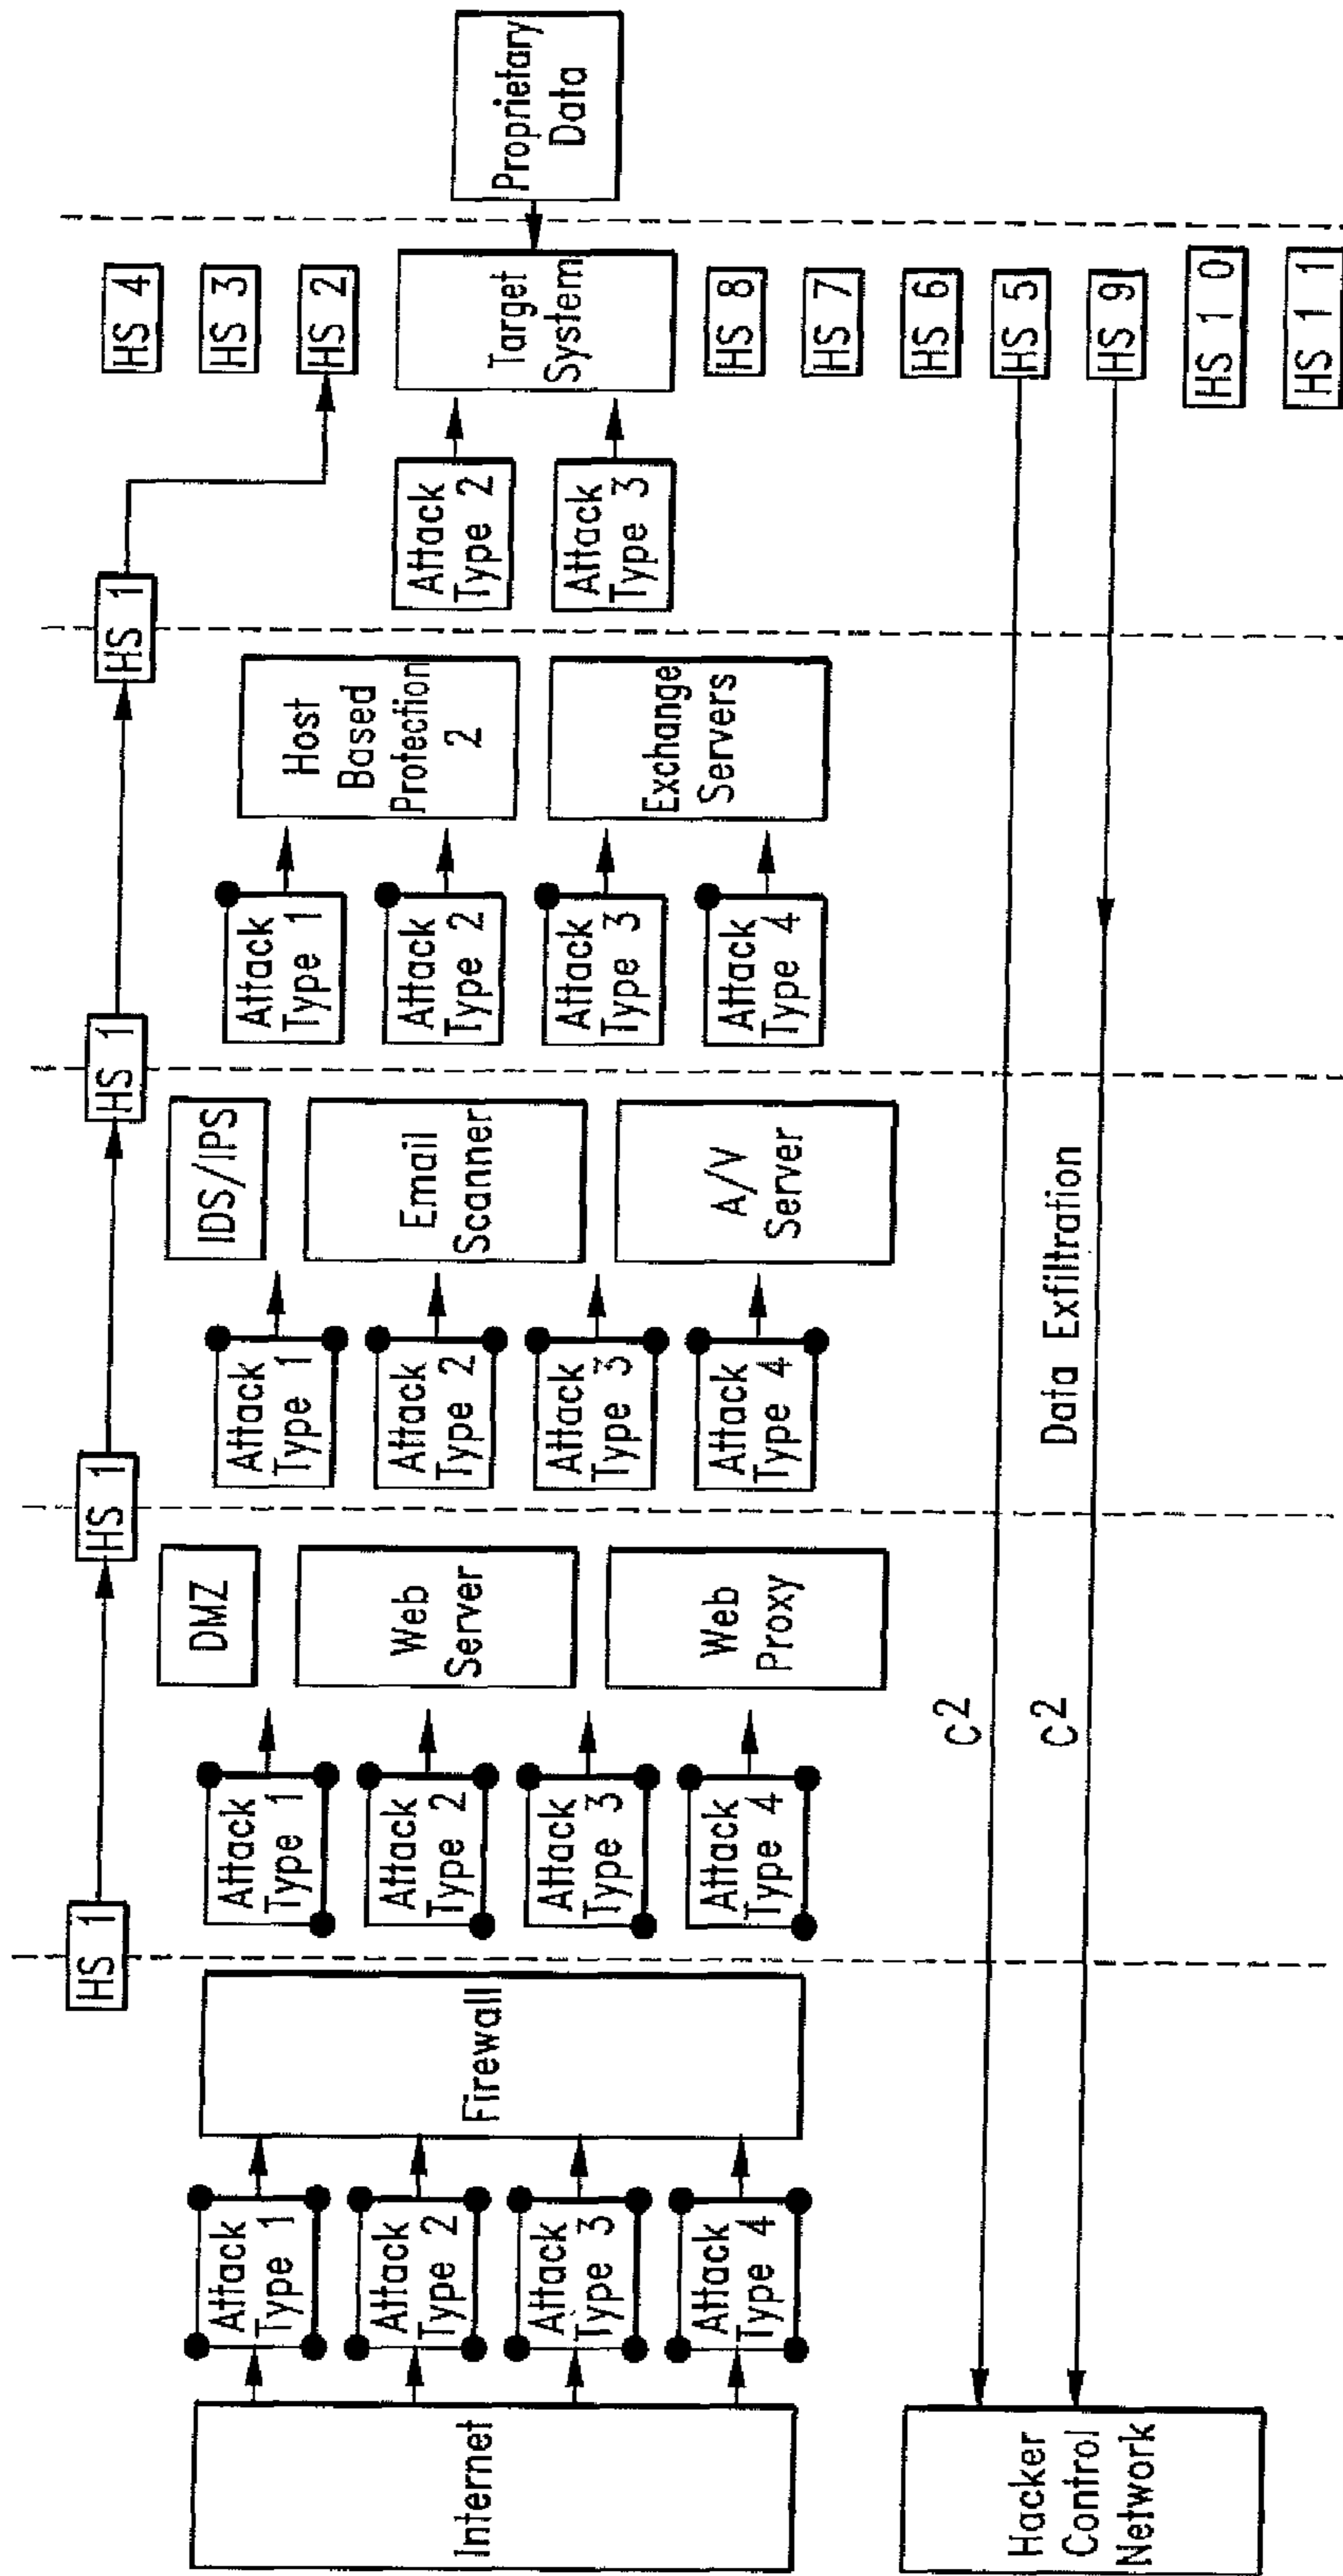 HS 1
HS 1
HS 1
HS 1
HS 4
HS 3
HS 2
Internet
Attack
Type 1
Attack
Type 2
Attack
Type 3
Attack
Type 4
Firewall
Attack
Type 1
Attack
Type 2
Attack
Type 3
Attack
Type 4
DMZ
Web
Server
Web
Proxy
Attack
Type 1
Attack
Type 2
Attack
Type 3
Attack
Type 4
IDS/IPS
Email
Scanner
A/V
Server
Attack
Type 1
Attack
Type 2
Attack
Type 3
Attack
Type 4
Host
Based
Protection
2
Exchange
Servers
Attack
Type 2
Attack
Type 3
Target
System
Proprietary
Data
HS 8
HS 7
HS 6
HS 5
HS 9
HS 1 0
HS 1 1
C2
C2
Data Exfiltration
Hacker
Control
Network